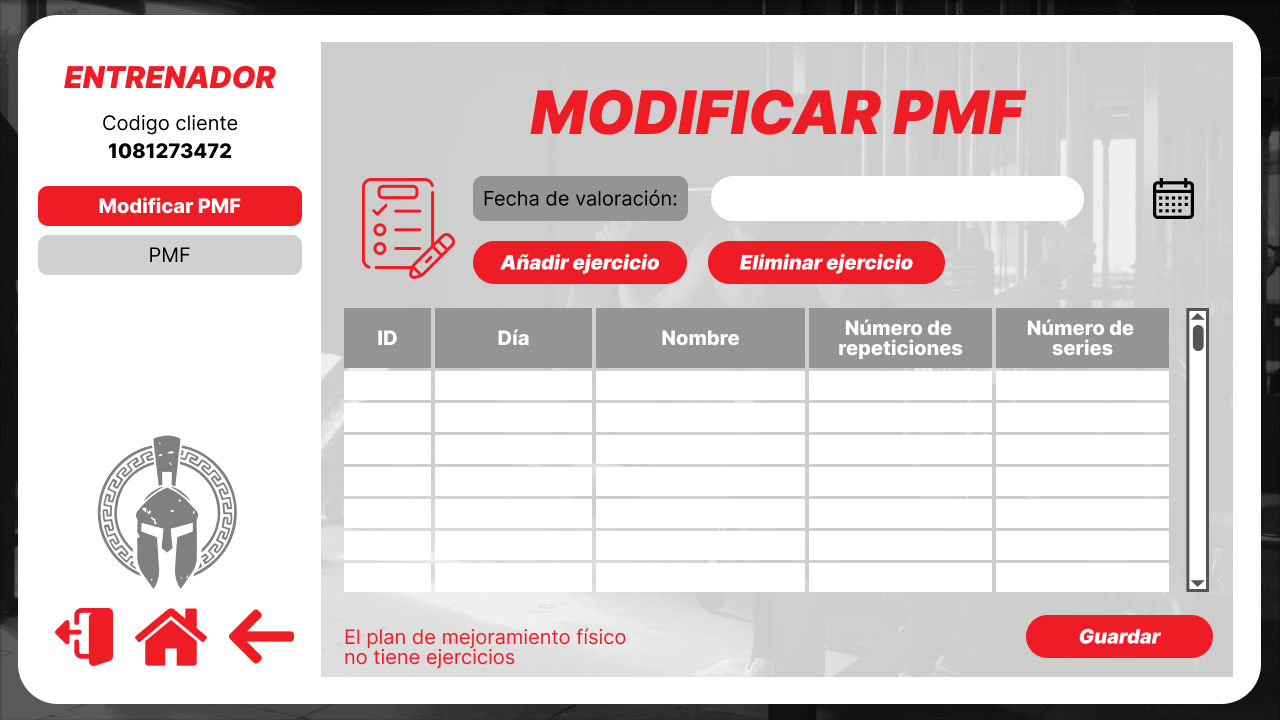 ENTRENADOR
Codigo cliente
1081273472
Modificar PMF
PMF
MODIFICAR PMF
Fecha de valoración:
Añadir ejercicio
Eliminar ejercicio
ID
Día
Nombre
Número de
repeticiones
Número de
series
El plan de mejoramiento físico
no tiene ejercicios
Guardar